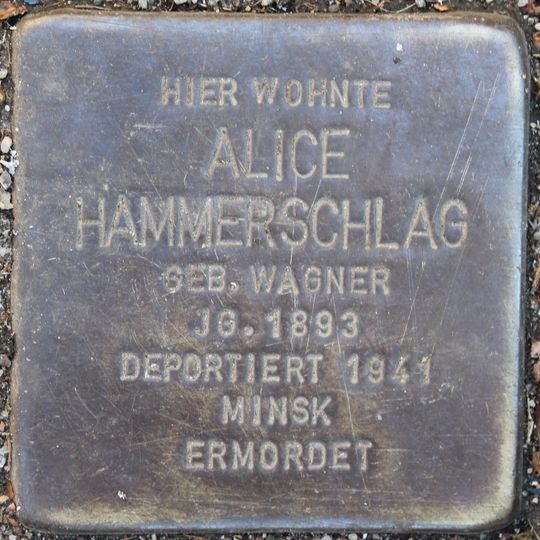 HIER WOHNTE
ALICE
HAMMERSCHLAG
GEB. WAGNER
JG. 1893
DEPORTIERT 1941
MINSK
ERMORDET